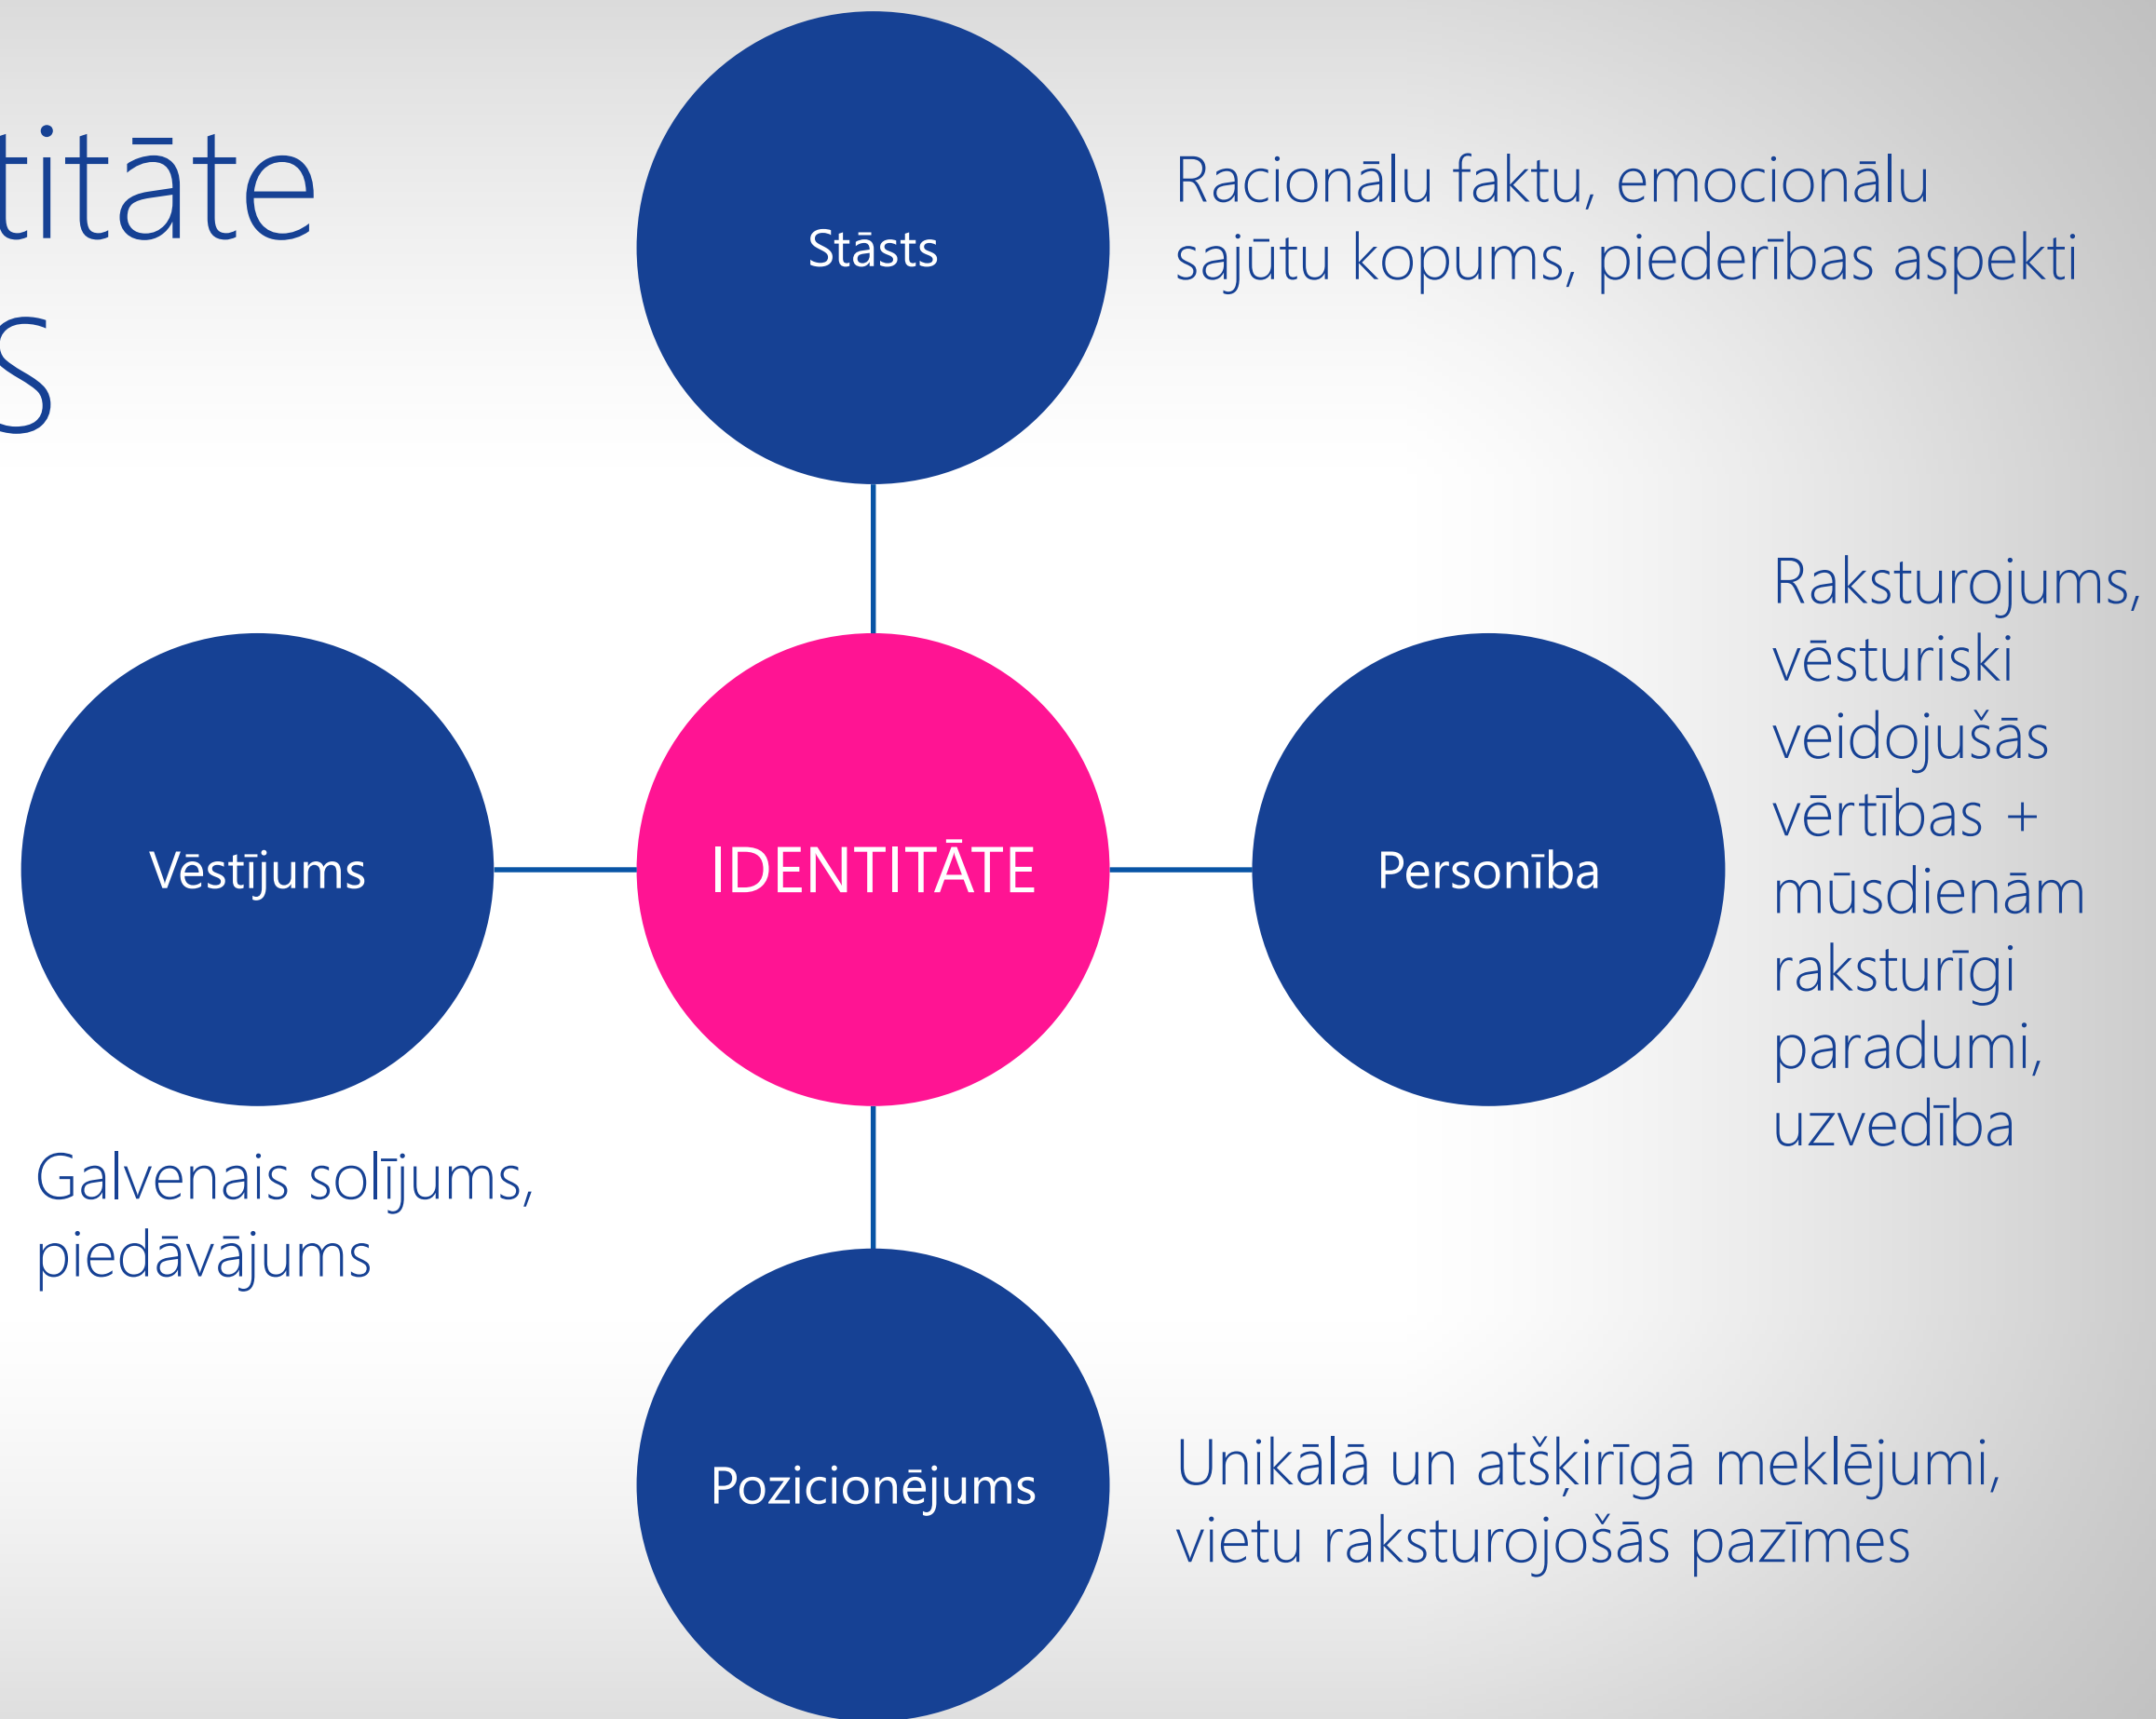 titāte
s
Stāsts
Racionālu faktu, emocionālu
sajūtu kopums, piederības aspekti
Vēstijums
IDENTITĀTE
Personība
Raksturojums,
vēsturiski
veidojušās
vērtības +
mūsdienām
raksturīgi
paradumi,
uzvedība
Galvenais solījums,
piedāvājums
Pozicionējums
Unikālā un atšķirīgā meklējumi,
vietu raksturojošās pazīmes